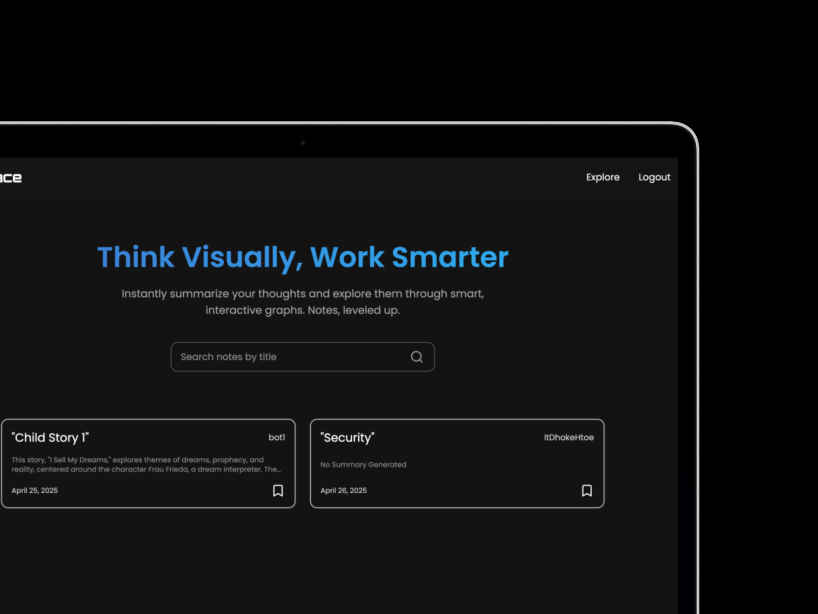 ace
Explore
Logout
Think Visually, Work Smarter
Instantly summarize your thoughts and explore them through smart,
interactive graphs. Notes, leveled up.
Search notes by title
"Child Story 1"
bot1
This story, "I Sell My Dreams," explores themes of dreams, prophecy, and
reality, centered around the character Frau Frieda, a dream interpreter. The...
April 25, 2025
"Security"
ItDhokeHtoe
No Summary Generated
April 26, 2025